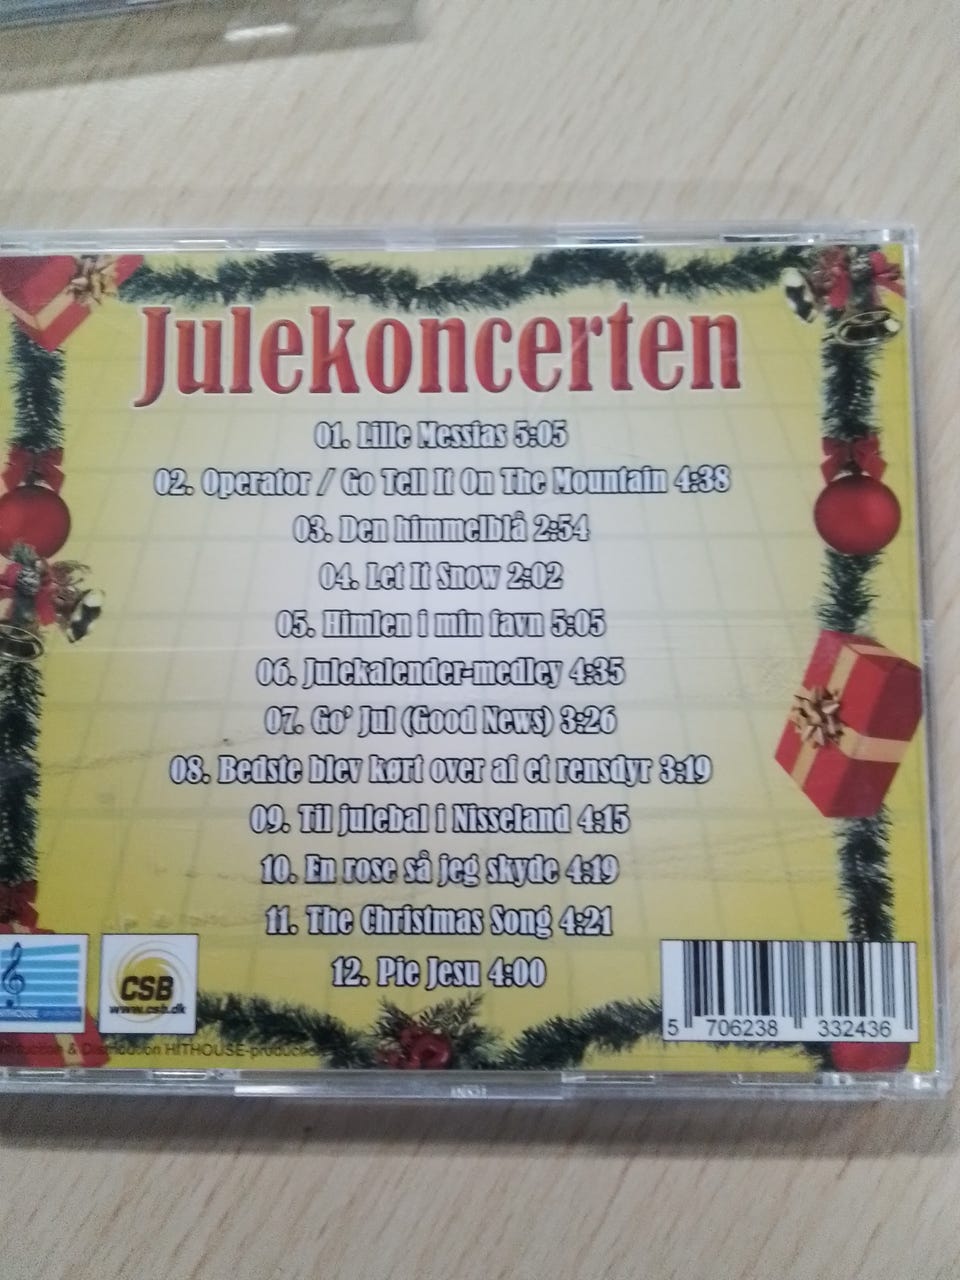 Julekoncerten
01. Lille Messias 5:05
02. Operator / Go Tell It On The Mountain 4:38
03. Den himmelblå 2:54
04. Let It Snow 2:02
05. Himlen i min favn 5:05
06. Julekalender-medley 4:35
07. Go' Jul (Good News) 3:26
08. Bedste blev kørt over af et rensdyr 3:19
09. Til julebal i Nisseland 4:15
10. En rose så jeg skyde 4:19
11. The Christmas Song 4:21
12. Pie Jesu 4:00
HITHOUSE
CSB
www.csb.dk
& Distribution HITHOUSE-production
5 706238 332436